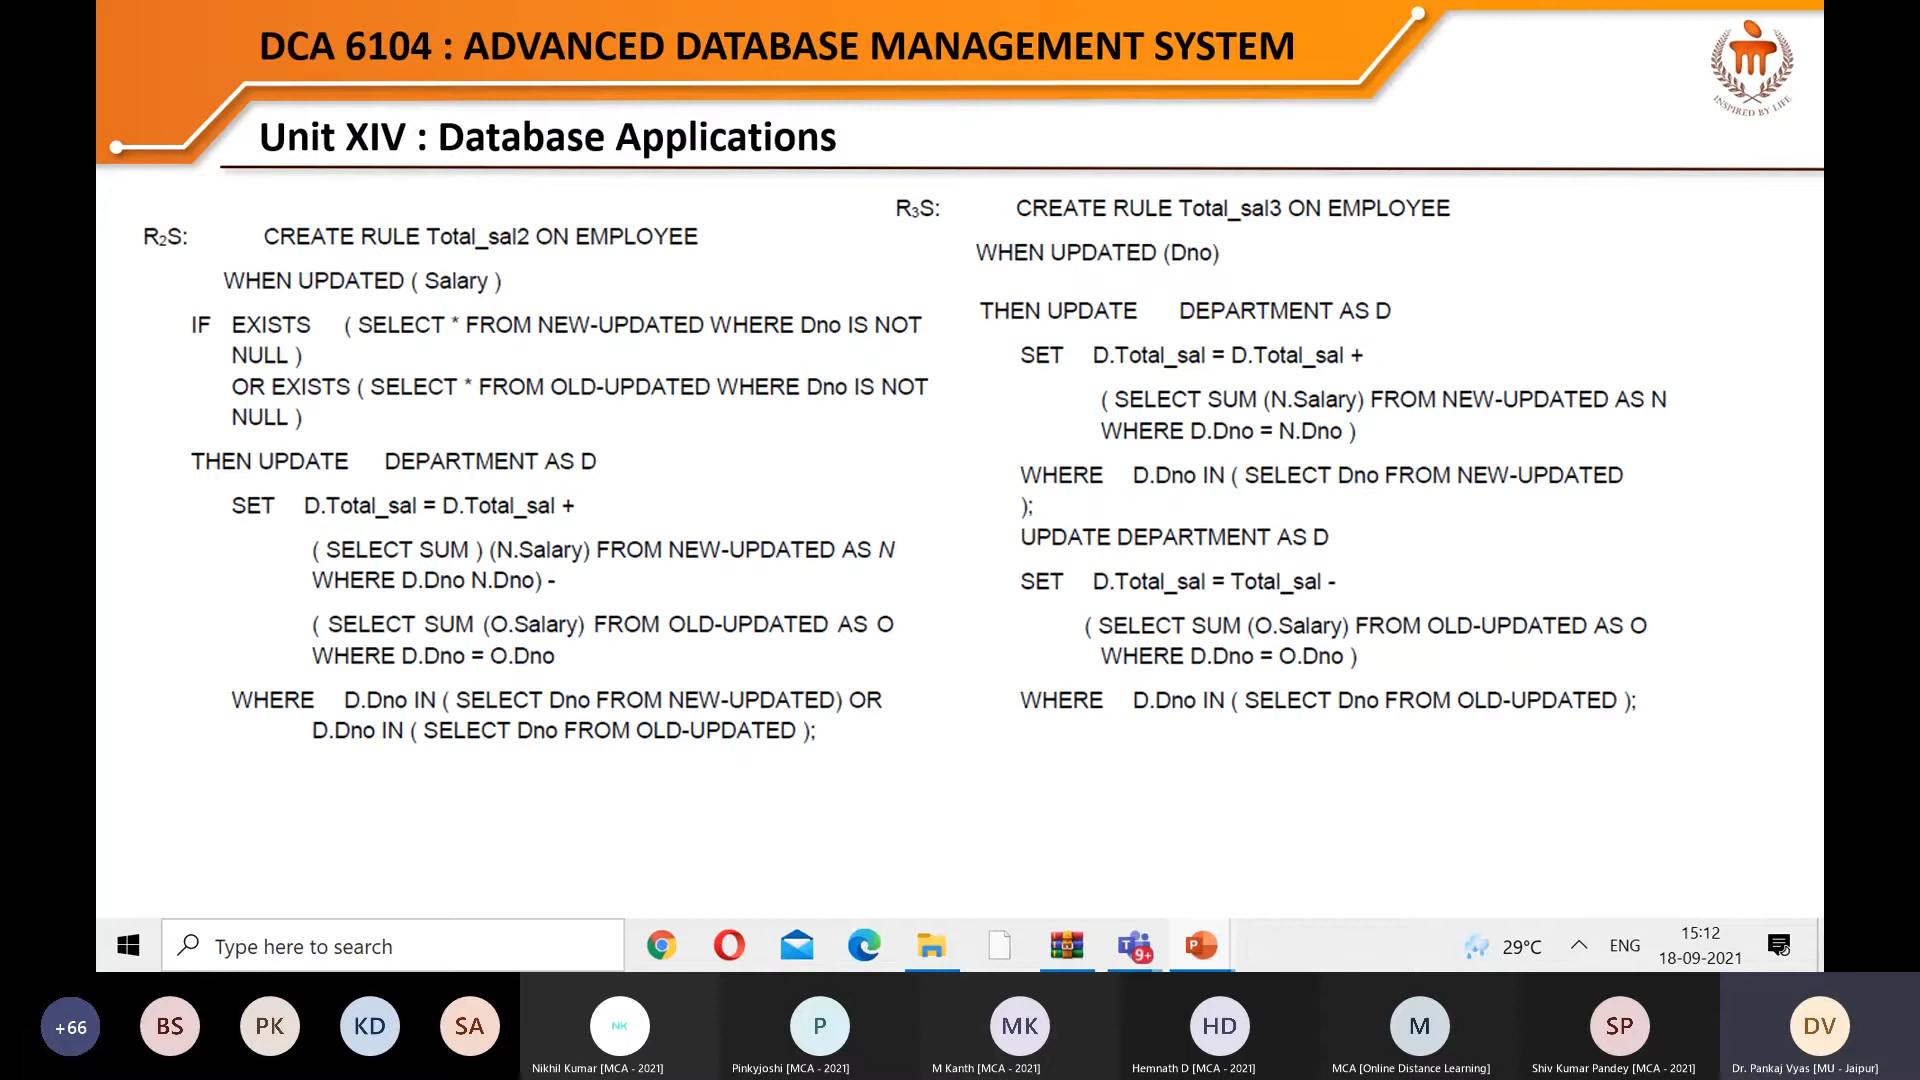 DCA 6104 : ADVANCED DATABASE MANAGEMENT SYSTEM
INSPIRED BY LIFE
Unit XIV : Database Applications
R₂S: CREATE RULE Total_sal2 ON EMPLOYEE
WHEN UPDATED ( Salary )
IF EXISTS ( SELECT * FROM NEW-UPDATED WHERE Dno IS NOT
NULL )
OR EXISTS ( SELECT * FROM OLD-UPDATED WHERE Dno IS NOT
NULL )
THEN UPDATE DEPARTMENT AS D
SET D.Total_sal = D.Total_sal +
( SELECT SUM ) (N.Salary) FROM NEW-UPDATED AS N
WHERE D.Dno N.Dno) -
( SELECT SUM (O.Salary) FROM OLD-UPDATED AS O
WHERE D.Dno = O.Dno
WHERE D.Dno IN ( SELECT Dno FROM NEW-UPDATED) OR
D.Dno IN ( SELECT Dno FROM OLD-UPDATED );
R₃S: CREATE RULE Total_sal3 ON EMPLOYEE
WHEN UPDATED (Dno)
THEN UPDATE DEPARTMENT AS D
SET D.Total_sal = D.Total_sal +
( SELECT SUM (N.Salary) FROM NEW-UPDATED AS N
WHERE D.Dno = N.Dno )
WHERE D.Dno IN ( SELECT Dno FROM NEW-UPDATED
);
UPDATE DEPARTMENT AS D
SET D.Total_sal = Total_sal -
( SELECT SUM (O.Salary) FROM OLD-UPDATED AS O
WHERE D.Dno = O.Dno )
WHERE D.Dno IN ( SELECT Dno FROM OLD-UPDATED );
Type here to search
9+
29°C
ENG
15:12
18-09-2021
+66
BS
PK
KD
SA
NK
P
MK
HD
M
SP
DV
Nikhil Kumar [MCA - 2021]
Pinkyjoshi [MCA - 2021]
M Kanth [MCA - 2021]
Hemnath D [MCA - 2021]
MCA [Online Distance Learning]
Shiv Kumar Pandey [MCA - 2021]
Dr. Pankaj Vyas [MU - Jaipur]